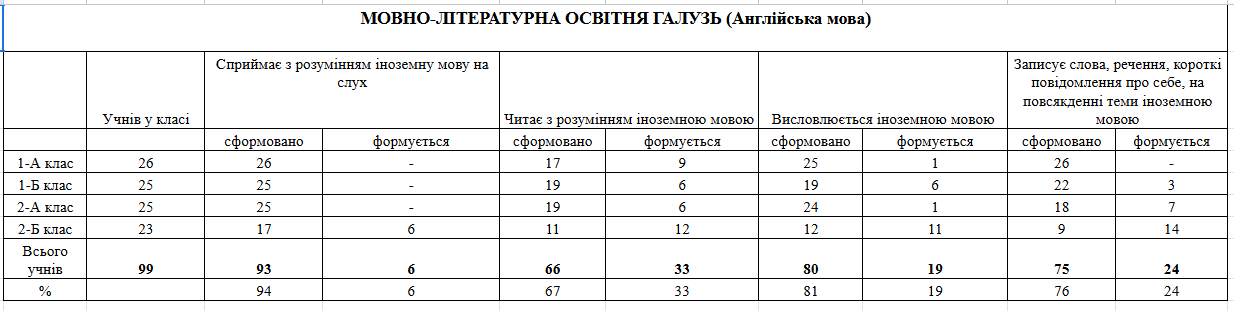 МОВНО-ЛІТЕРАТУРНА ОСВІТНЯ ГАЛУЗЬ (Англійська мова)
Учнів у класі
Сприймає з розумінням іноземну мову на
слух
Читає з розумінням іноземною мовою
Висловлюється іноземною мовою
Записує слова, речення, короткі
повідомлення про себе, на
повсякденні теми іноземною
мовою
сформовано формується сформовано формується сформовано формується сформовано формується
1-А клас 26 26 - 17 9 25 1 26 -
1-Б клас 25 25 - 19 6 19 6 22 3
2-А клас 25 25 - 19 6 24 1 18 7
2-Б клас 23 17 6 11 12 12 11 9 14
Всього
учнів 99 93 6 66 33 80 19 75 24
% 94 6 67 33 81 19 76 24